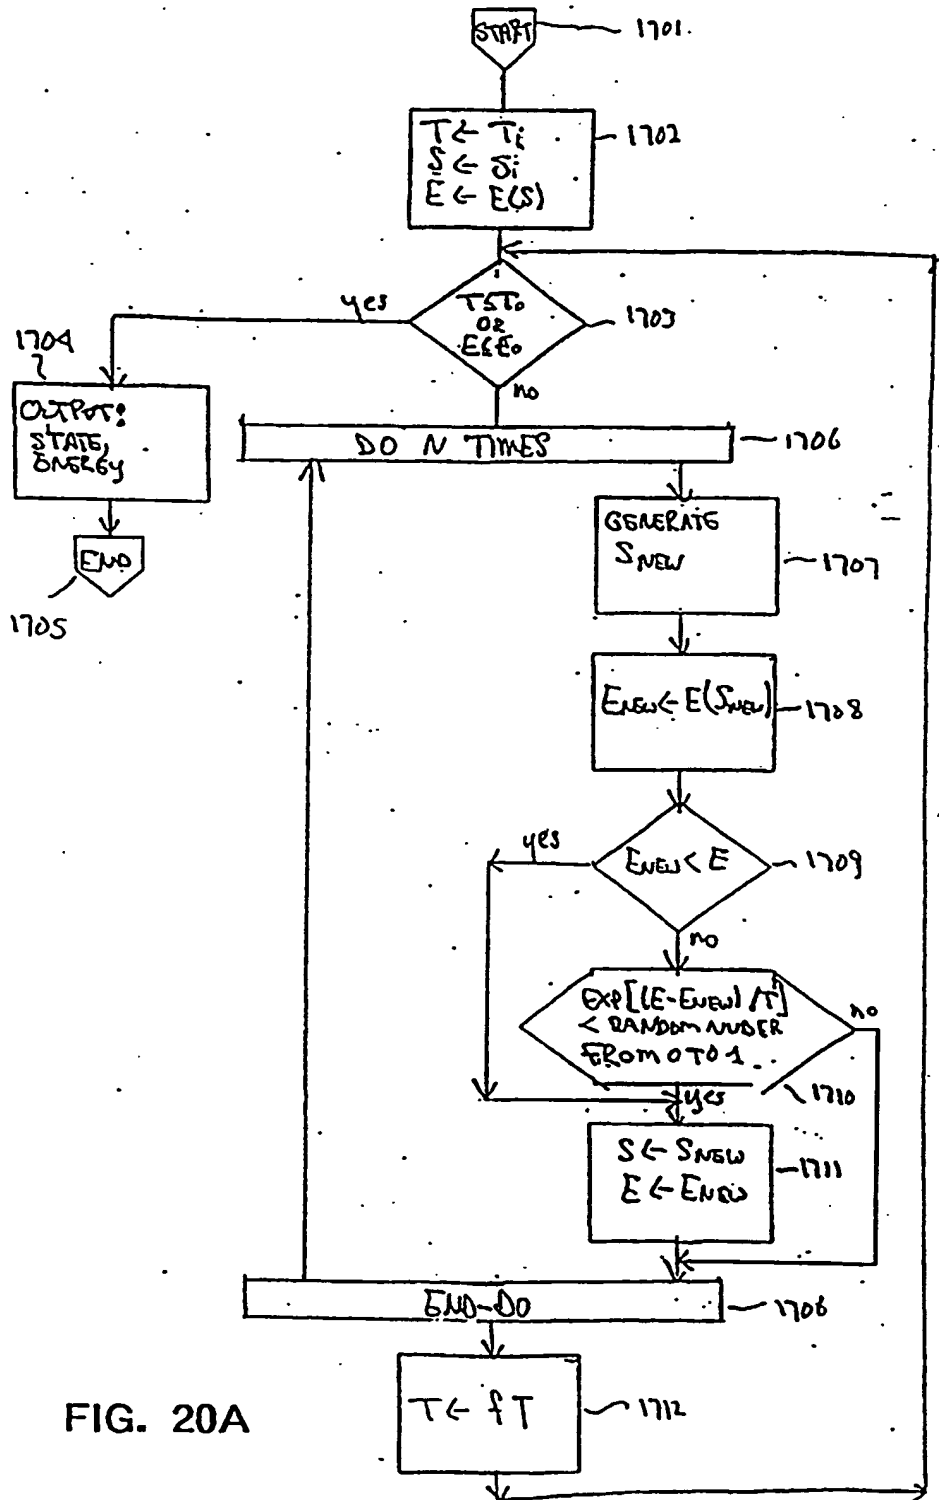 START
1701.
T ← Ti
S ← Si
E ← E(S)
1702
T≤T0
OR
E≤E0
1703
yes
no
1704
OUTPUT:
STATE,
ENERGY
END
1705
DO N TIMES
1706
GENERATE
SNEW
1707
ENEW ← E(SNEW)
1708
ENEW < E
1709
yes
no
EXP[(E-ENEW)/T]
< RANDOM NUBER
FROM 0 TO 1
no
1710
yes
S ← SNEW
E ← ENEW
1711
END-DO
1706
T ← fT
1712
FIG. 20A